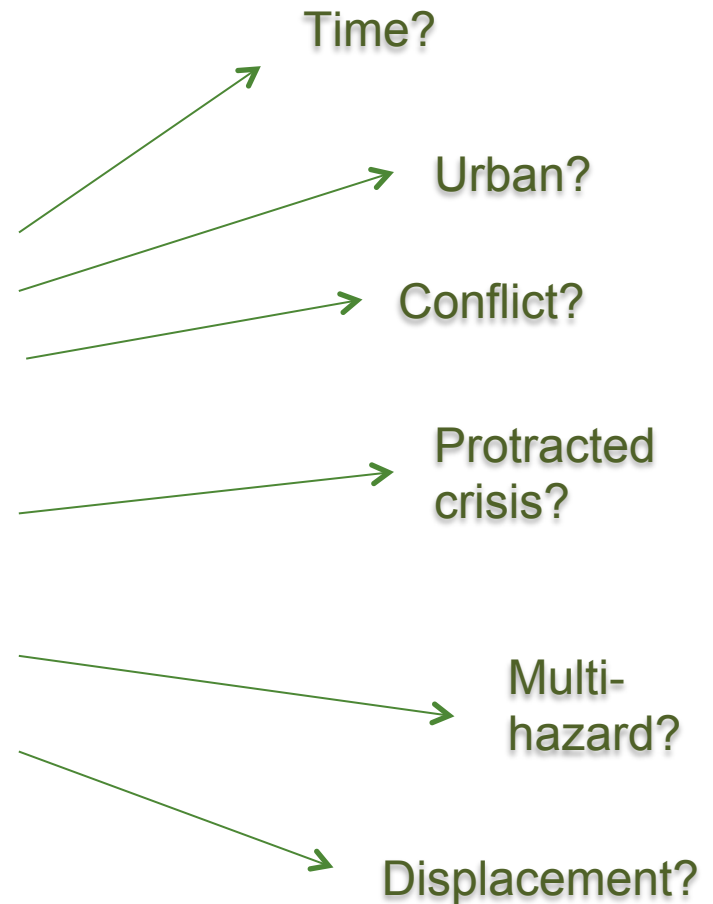 Time?
Urban?
Conflict?
Protracted
crisis?
Multi-
hazard?
Displacement?